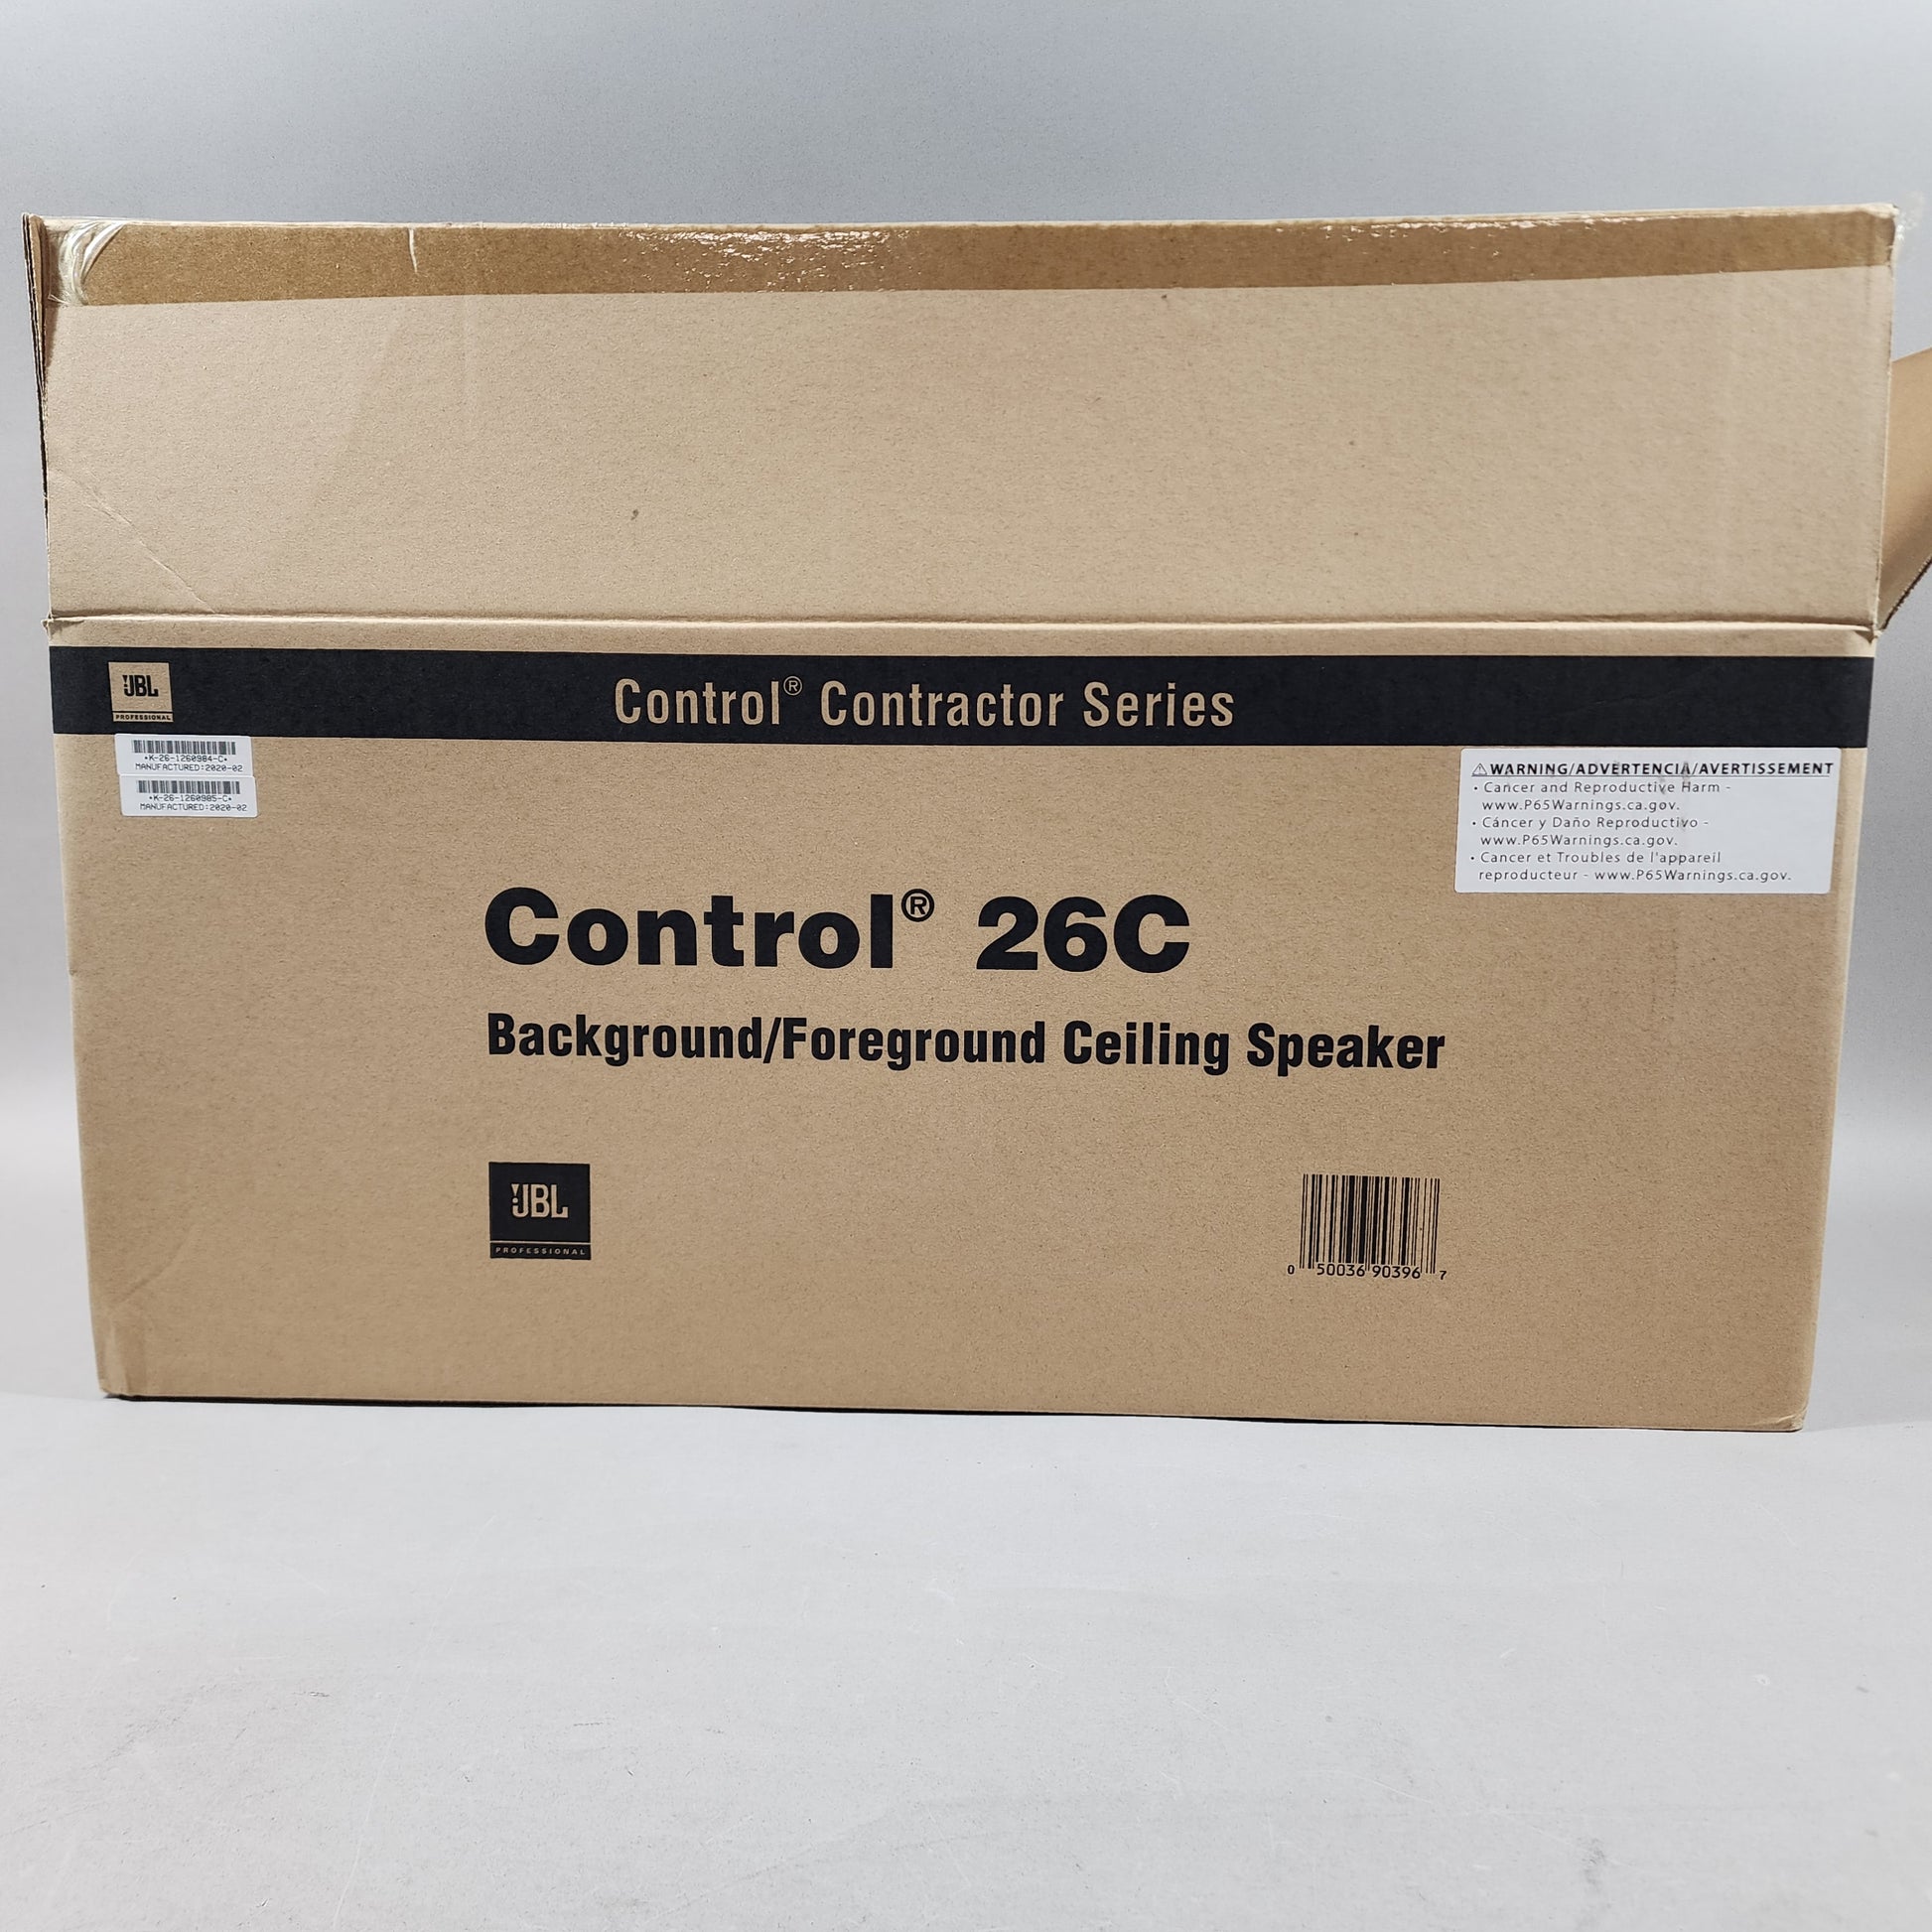 JBL
PROFESSIONAL
Control® Contractor Series
*K-26-1260984-C*
MANUFACTURED:2020-02
*K-26-1260985-C*
MANUFACTURED:2020-02
⚠WARNING/ADVERTENCIA/AVERTISSEMENT
• Cancer and Reproductive Harm -
www.P65Warnings.ca.gov.
• Cáncer y Daño Reproductivo -
www.P65Warnings.ca.gov.
• Cancer et Troubles de l'appareil
reproducteur - www.P65Warnings.ca.gov.
Control® 26C
Background/Foreground Ceiling Speaker
JBL
PROFESSIONAL
0 50036 90396 7